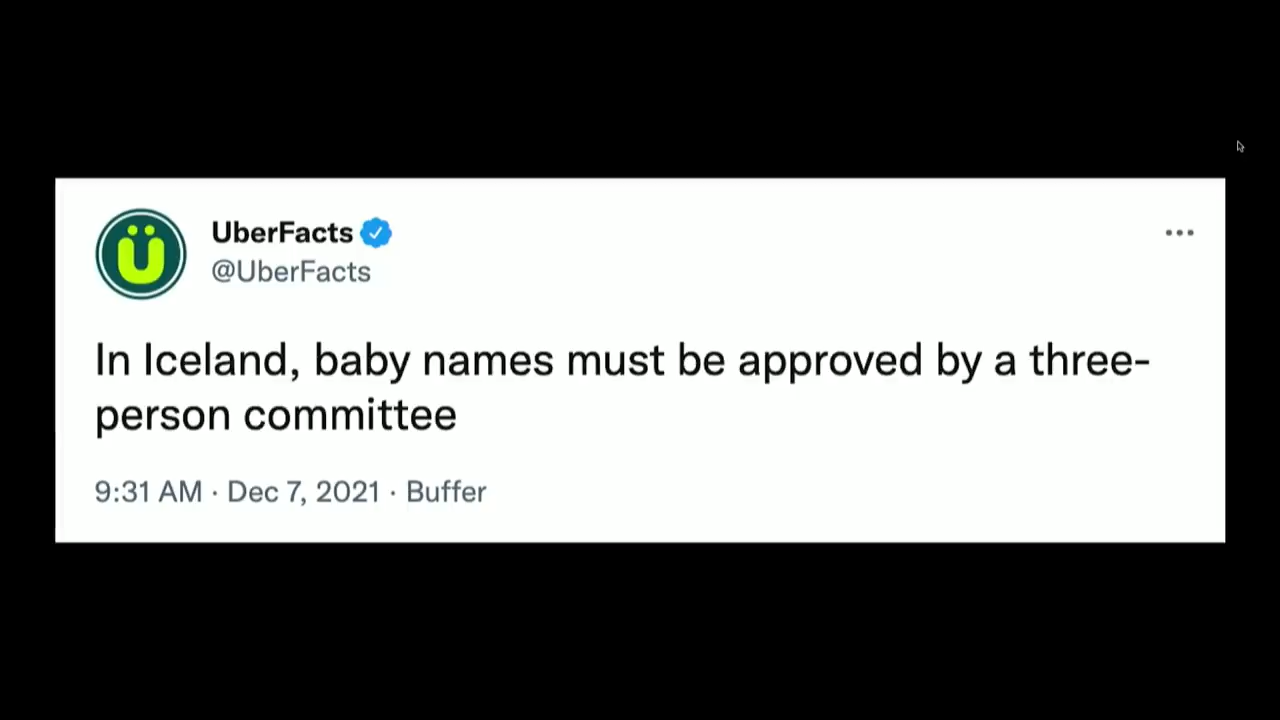 Ü
UberFacts
@UberFacts
In Iceland, baby names must be approved by a three-
person committee
9:31 AM · Dec 7, 2021 · Buffer